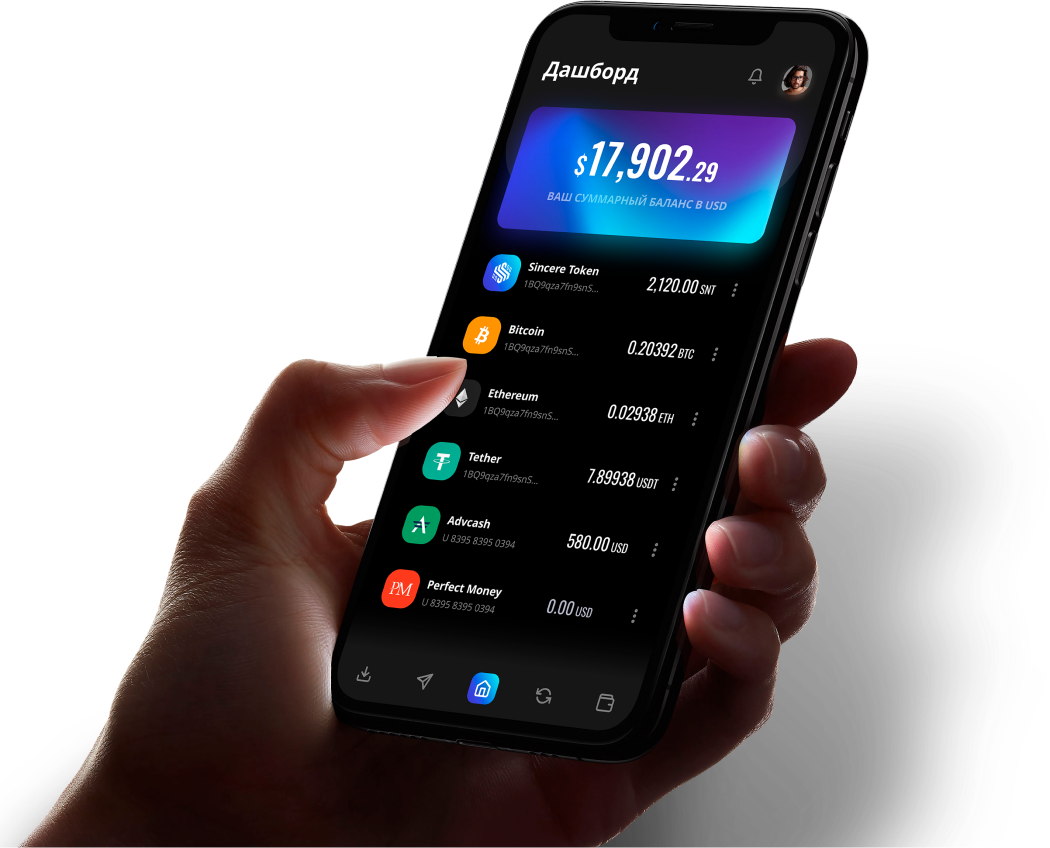 Дашборд
$17,902.29
ВАШ СУММАРНЫЙ БАЛАНС В USD
Sincere Token
1BQ9qza7fn9snS...
2,120.00 SNT
Bitcoin
1BQ9qza7fn9snS...
0.20392 BTC
Ethereum
1BQ9qza7fn9snS...
0.02938 ETH
Tether
1BQ9qza7fn9snS...
7.89938 USDT
Advcash
U 8395 8395 0394
580.00 USD
PM
Perfect Money
U 8395 8395 0394
0.00 USD